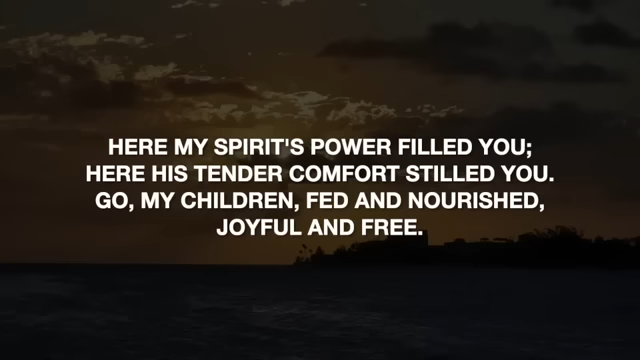 HERE MY SPIRIT'S POWER FILLED YOU;
HERE HIS TENDER COMFORT STILLED YOU.
GO, MY CHILDREN, FED AND NOURISHED,
JOYFUL AND FREE.